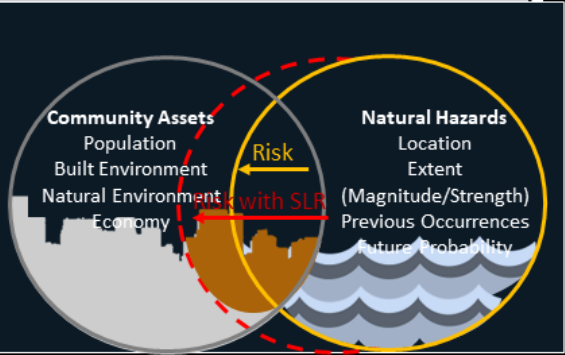 Community Assets
Population
Built Environment
Natural Environment
Economy
Risk
Risk with SLR
Natural Hazards
Location
Extent
(Magnitude/Strength)
Previous Occurrences
Future Probability